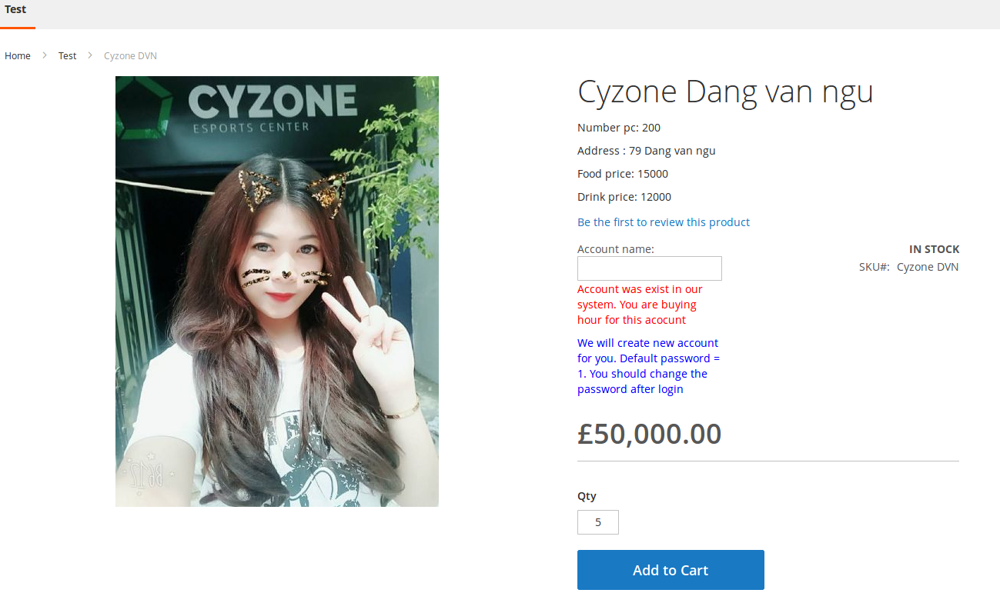 Test
Home
Test
Cyzone DVN
CYZONE
ESPORTS CENTER
B612
Cyzone Dang van ngu
Number pc: 200
Address : 79 Dang van ngu
Food price: 15000
Drink price: 12000
Be the first to review this product
Account name:
IN STOCK
SKU#: Cyzone DVN
Account was exist in our
system. You are buying
hour for this acocunt
We will create new account
for you. Default password =
1. You should change the
password after login
£50,000.00
Qty
5
Add to Cart